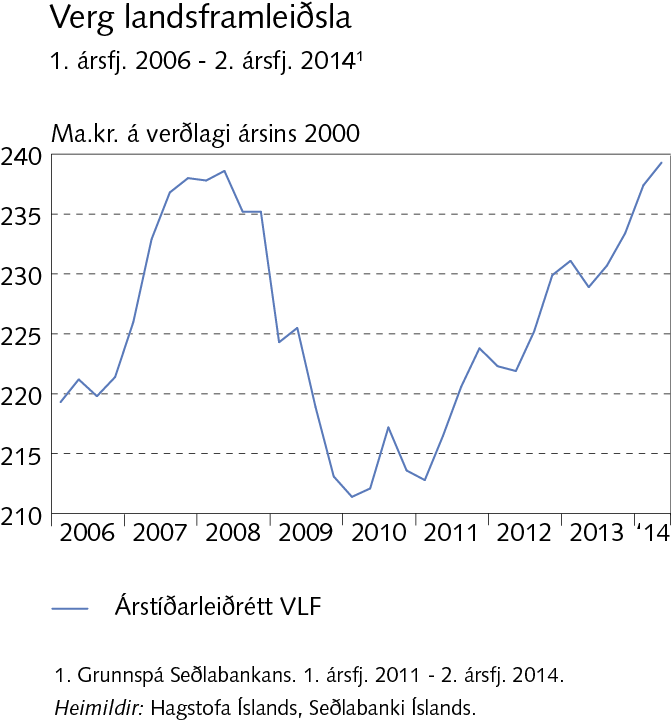 Verg landsframleiðsla
1. ársfj. 2006 - 2. ársfj. 2014¹
Ma.kr. á verðlagi ársins 2000
240
235
230
225
220
215
210
2006 2007 2008 2009 2010 2011 2012 2013 '14
Árstíðarleiðrétt VLF
1. Grunnspá Seðlabankans. 1. ársfj. 2011 - 2. ársfj. 2014.
Heimildir: Hagstofa Íslands, Seðlabanki Íslands.